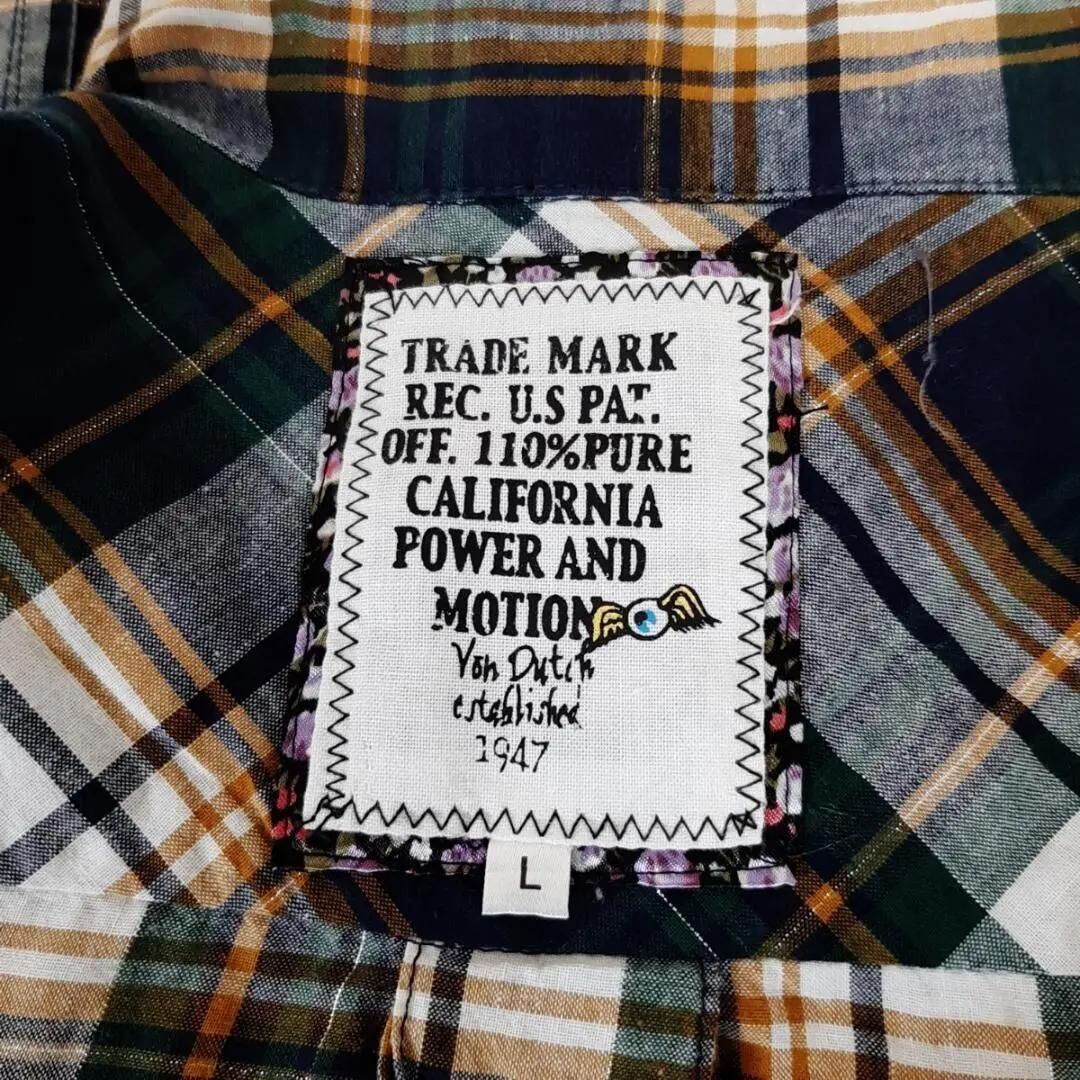 TRADE MARK
REC. U.S PAT.
OFF. 110%PURE
CALIFORNIA
POWER AND
MOTION
Von Dutch
established
1947
L